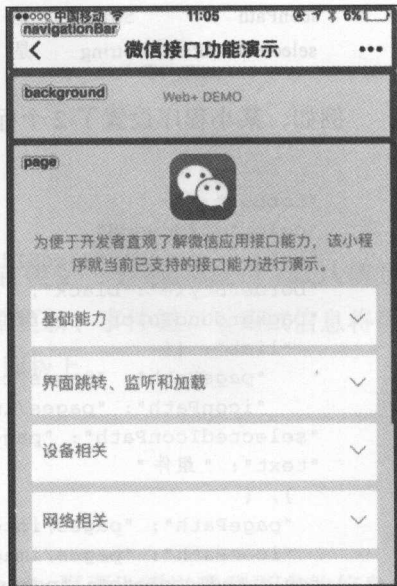 中国移动 11:05 6%
navigationBar
微信接口功能演示
background
Web+ DEMO
page
为便于开发者直观了解微信应用接口能力，该小程
序就当前已支持的接口能力进行演示。
基础能力
界面跳转、监听和加载
设备相关
网络相关